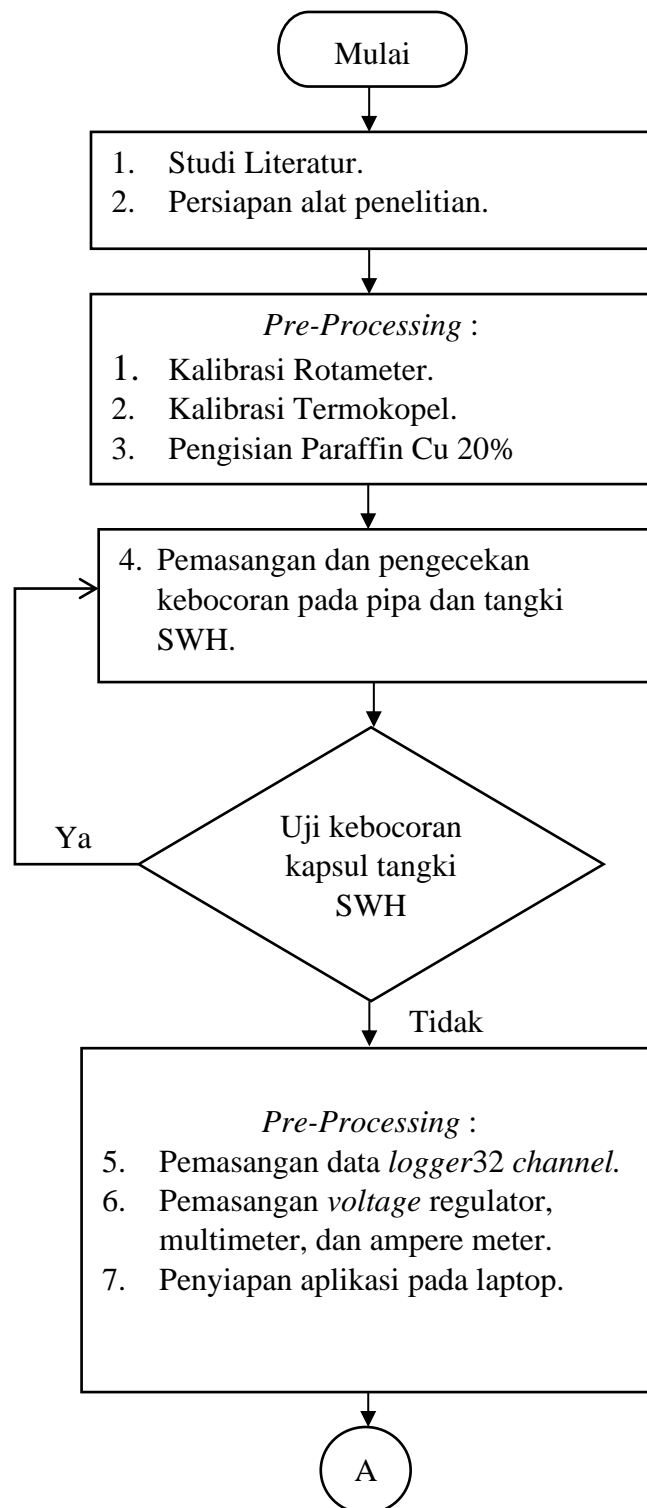 Mulai
1. Studi Literatur.
2. Persiapan alat penelitian.
Pre-Processing :
1. Kalibrasi Rotameter.
2. Kalibrasi Termokopel.
3. Pengisian Paraffin Cu 20%
4. Pemasangan dan pengecekan
kebocoran pada pipa dan tangki
SWH.
Ya
Uji kebocoran
kapsul tangki
SWH
Tidak
Pre-Processing :
5. Pemasangan data logger32 channel.
6. Pemasangan voltage regulator,
multimeter, dan ampere meter.
7. Penyiapan aplikasi pada laptop.
A